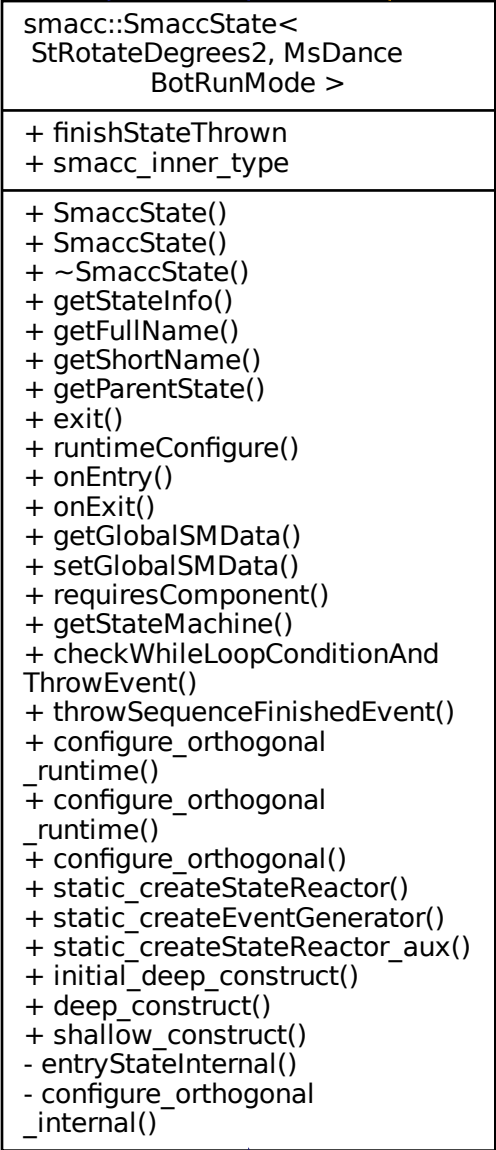 smacc::SmaccState<
StRotateDegrees2, MsDance
BotRunMode >
+ finishStateThrown
+ smacc_inner_type
+ SmaccState()
+ SmaccState()
+ ~SmaccState()
+ getStateInfo()
+ getFullName()
+ getShortName()
+ getParentState()
+ exit()
+ runtimeConfigure()
+ onEntry()
+ onExit()
+ getGlobalSMData()
+ setGlobalSMData()
+ requiresComponent()
+ getStateMachine()
+ checkWhileLoopConditionAnd
ThrowEvent()
+ throwSequenceFinishedEvent()
+ configure_orthogonal
_runtime()
+ configure_orthogonal
_runtime()
+ configure_orthogonal()
+ static_createStateReactor()
+ static_createEventGenerator()
+ static_createStateReactor_aux()
+ initial_deep_construct()
+ deep_construct()
+ shallow_construct()
- entryStateInternal()
- configure_orthogonal
_internal()